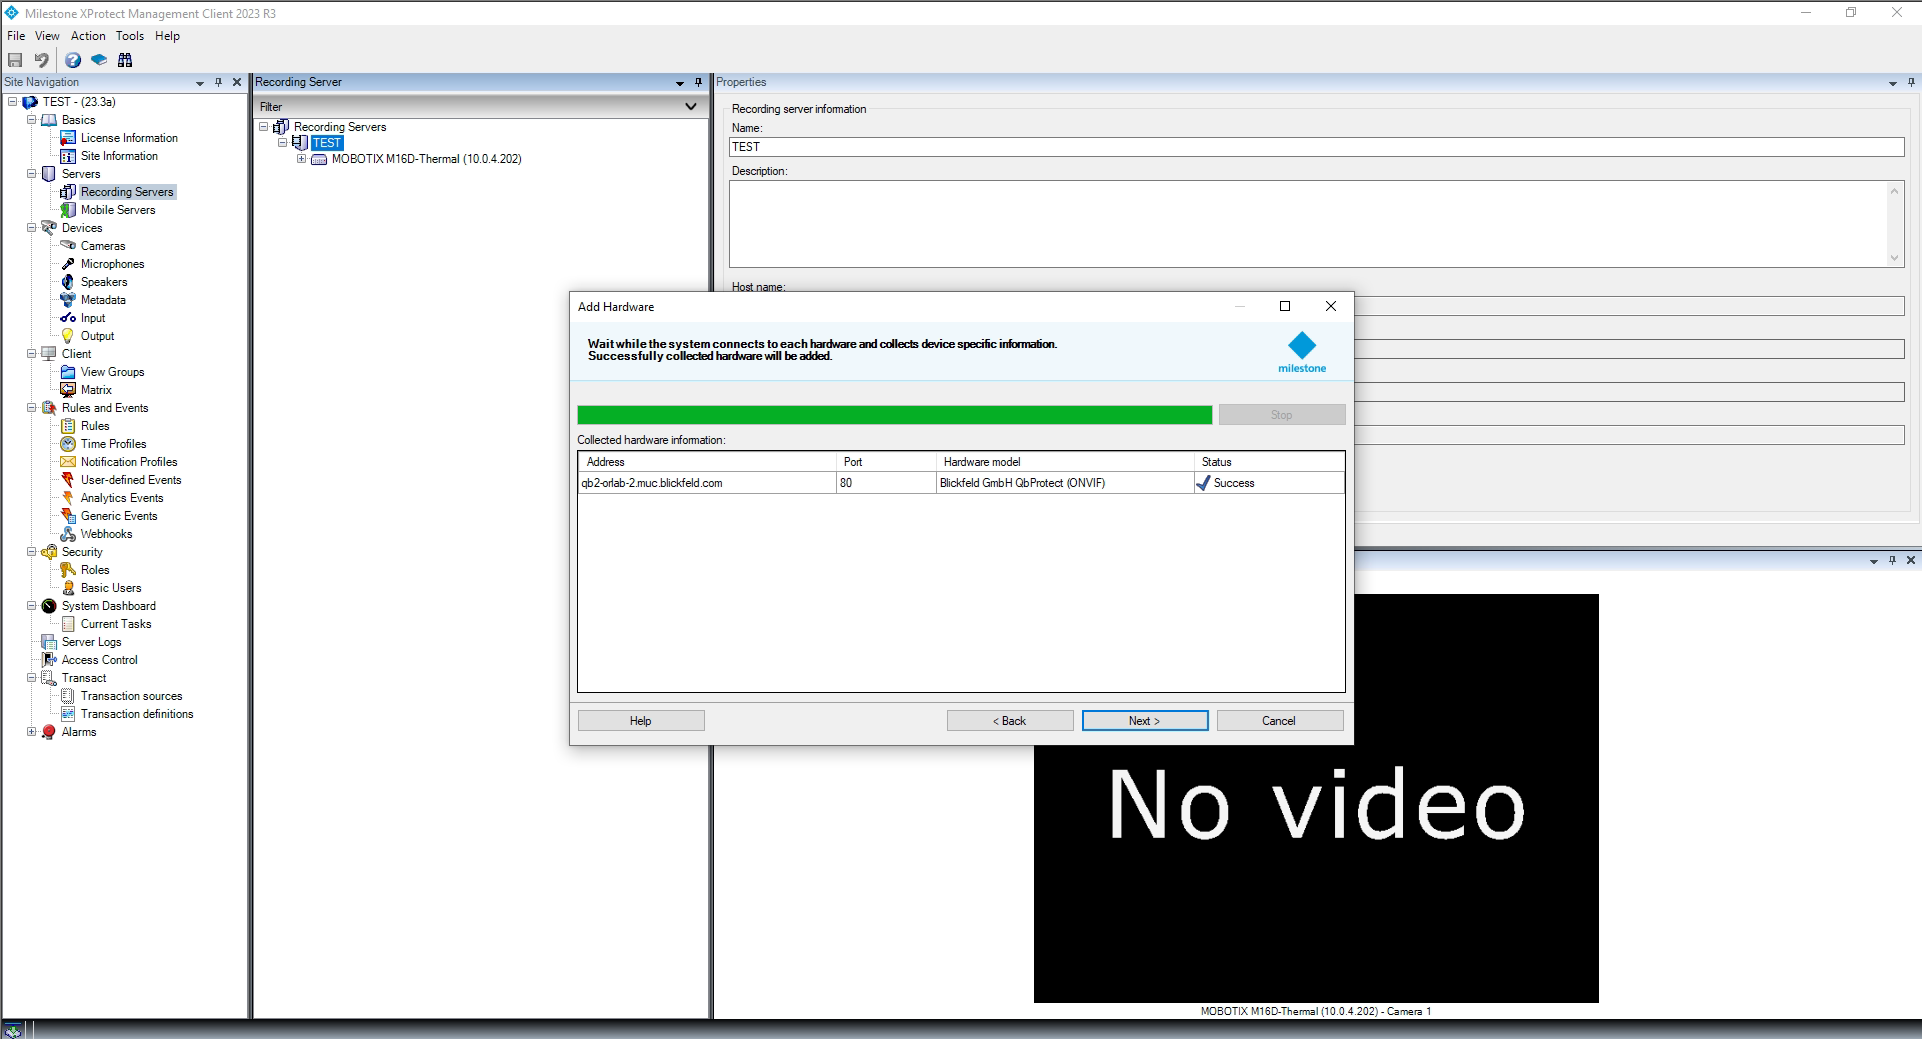 Milestone XProtect Management Client 2023 R3
File View Action Tools Help
Site Navigation
TEST - (23.3a)
Basics
License Information
Site Information
Servers
Recording Servers
Mobile Servers
Devices
Cameras
Microphones
Speakers
Metadata
Input
Output
Client
View Groups
Matrix
Rules and Events
Rules
Time Profiles
Notification Profiles
User-defined Events
Analytics Events
Generic Events
Webhooks
Security
Roles
Basic Users
System Dashboard
Current Tasks
Server Logs
Access Control
Transact
Transaction sources
Transaction definitions
Alarms
Recording Server
Filter
Recording Servers
TEST
MOBOTIX M16D-Thermal (10.0.4.202)
Properties
Recording server information
Name:
TEST
Description:
Host name:
Add Hardware
Wait while the system connects to each hardware and collects device specific information.
Successfully collected hardware will be added.
milestone
Stop
Collected hardware information:
Address Port Hardware model Status
qb2-orlab-2.muc.blickfeld.com 80 Blickfeld GmbH QbProtect (ONVIF) Success
Help < Back Next > Cancel
No video
MOBOTIX M16D-Thermal (10.0.4.202) - Camera 1